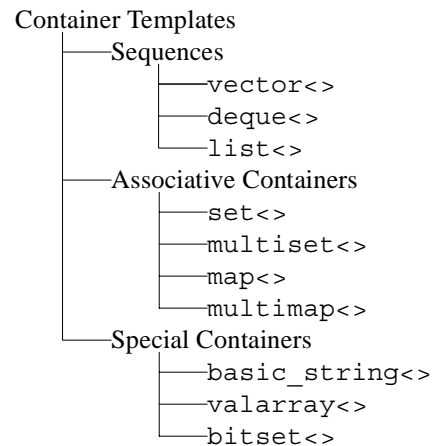 Container Templates
Sequences
vector<>
deque<>
list<>
Associative Containers
set<>
multiset<>
map<>
multimap<>
Special Containers
basic_string<>
valarray<>
bitset<>